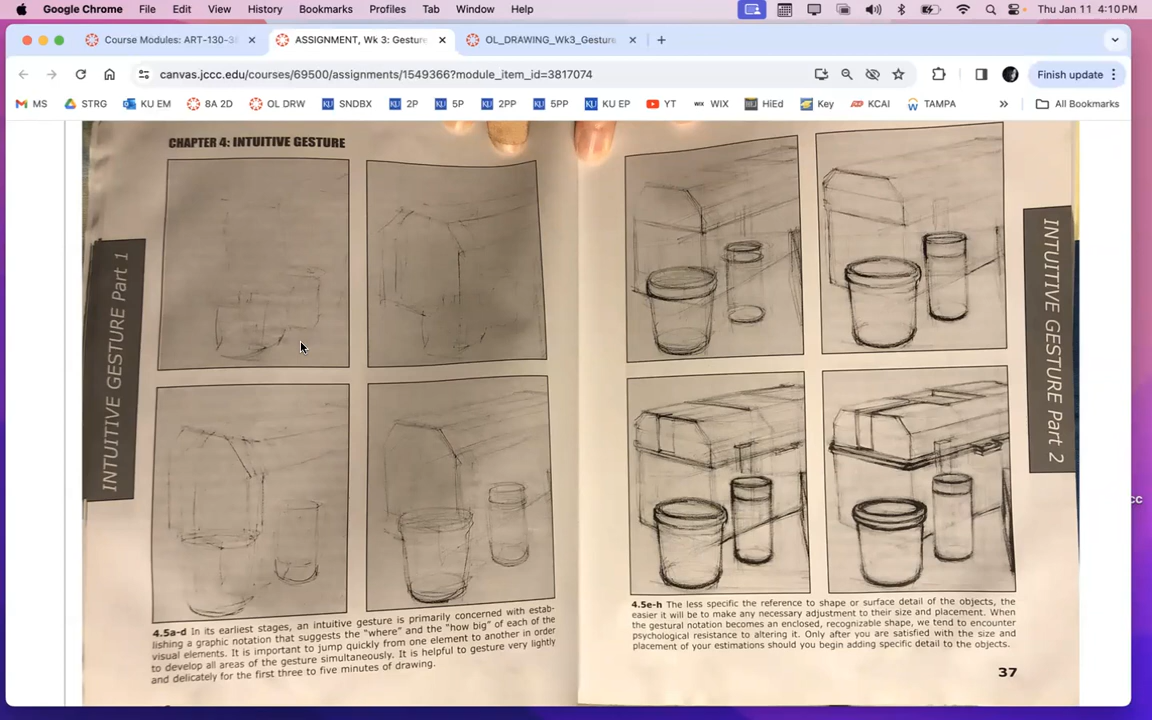 Google Chrome File Edit View History Bookmarks Profiles Tab Window Help Thu Jan 11 4:10 PM
Course Modules: ART-130-3 ASSIGNMENT, Wk 3: Gesture OL_DRAWING_Wk3_Gesture
canvas.jccc.edu/courses/69500/assignments/1549366?module_item_id=3817074 Finish update
MS STRG KU EM 8A 2D OL DRW SNDBX 2P 5P 2PP 5PP KU EP YT WIX HiEd Key KCAI TAMPA » All Bookmarks
CHAPTER 4: INTUITIVE GESTURE
INTUITIVE GESTURE Part 1
4.5a-d In its earliest stages, an intuitive gesture is primarily concerned with estab-
lishing a graphic notation that suggests the “where” and the “how big” of each of the
visual elements. It is important to jump quickly from one element to another in order
to develop all areas of the gesture simultaneously. It is helpful to gesture very lightly
and delicately for the first three to five minutes of drawing.
INTUITIVE GESTURE Part 2
4.5e-h The less specific the reference to shape or surface detail of the objects, the
easier it will be to make any necessary adjustment to their size and placement. When
the gestural notation becomes an enclosed, recognizable shape, we tend to encounter
psychological resistance to altering it. Only after you are satisfied with the size and
placement of your estimations should you begin adding specific detail to the objects.
37